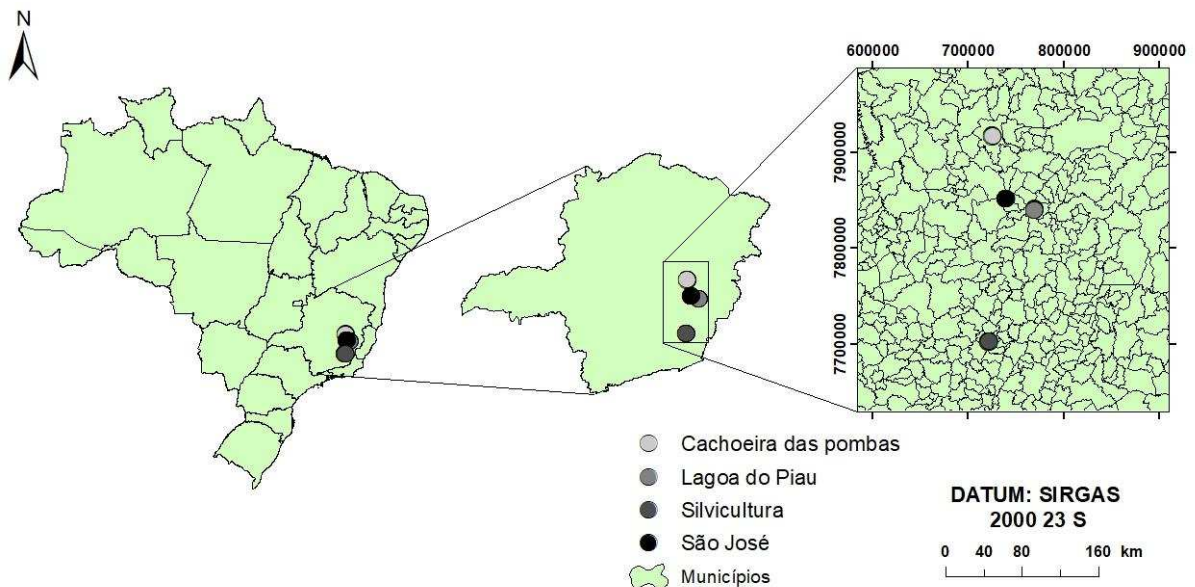 N
600000 700000 800000 900000
7900000
7800000
7700000
Cachoeira das pombas
Lagoa do Piau
Silvicultura
São José
Municípios
DATUM: SIRGAS
2000 23 S
0 40 80 160 km